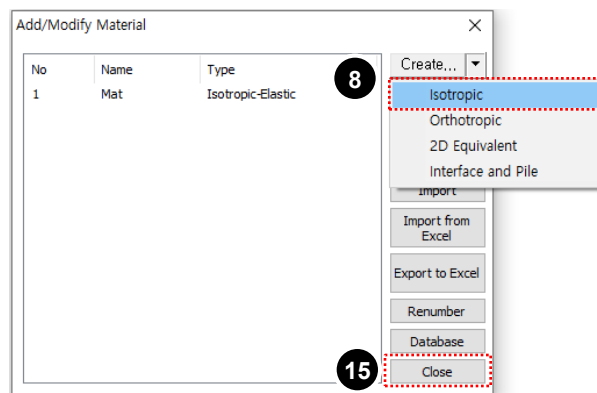 Add/Modify Material
No Name Type
1 Mat Isotropic-Elastic
8
Create...
Isotropic
Orthotropic
2D Equivalent
Interface and Pile
Import
Import from
Excel
Export to Excel
Renumber
Database
15
Close